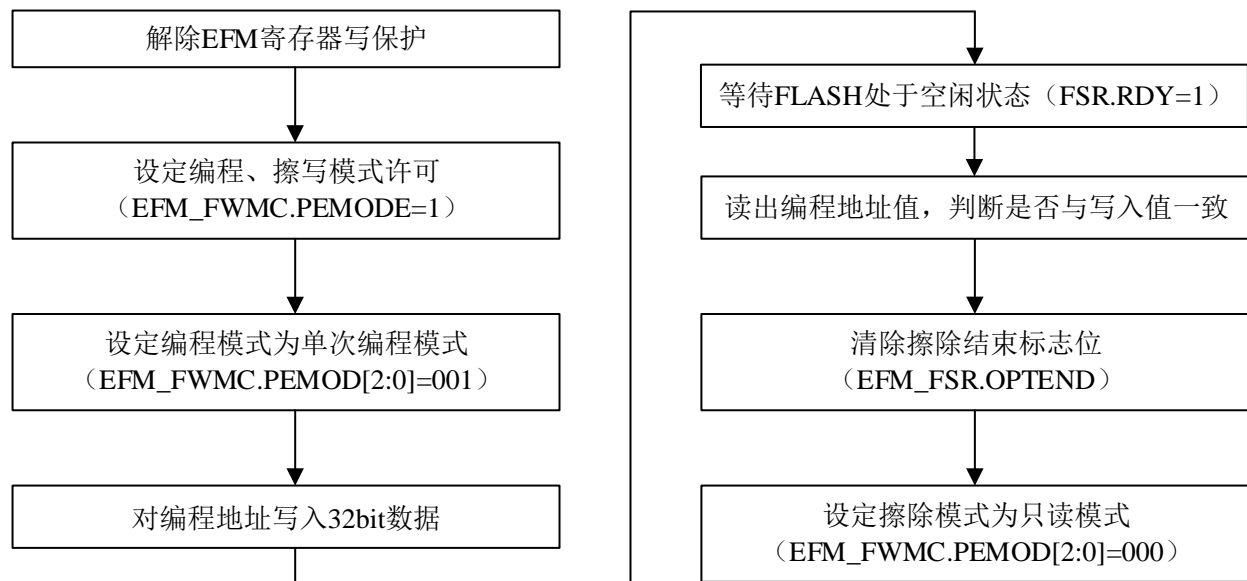 解除EFM寄存器写保护
设定编程、擦写模式许可
（EFM_FWMC.PEMODE=1）
设定编程模式为单次编程模式
（EFM_FWMC.PEMOD[2:0]=001）
对编程地址写入32bit数据
等待FLASH处于空闲状态（FSR.RDY=1）
读出编程地址值，判断是否与写入值一致
清除擦除结束标志位
（EFM_FSR.OPTEND）
设定擦除模式为只读模式
（EFM_FWMC.PEMOD[2:0]=000）